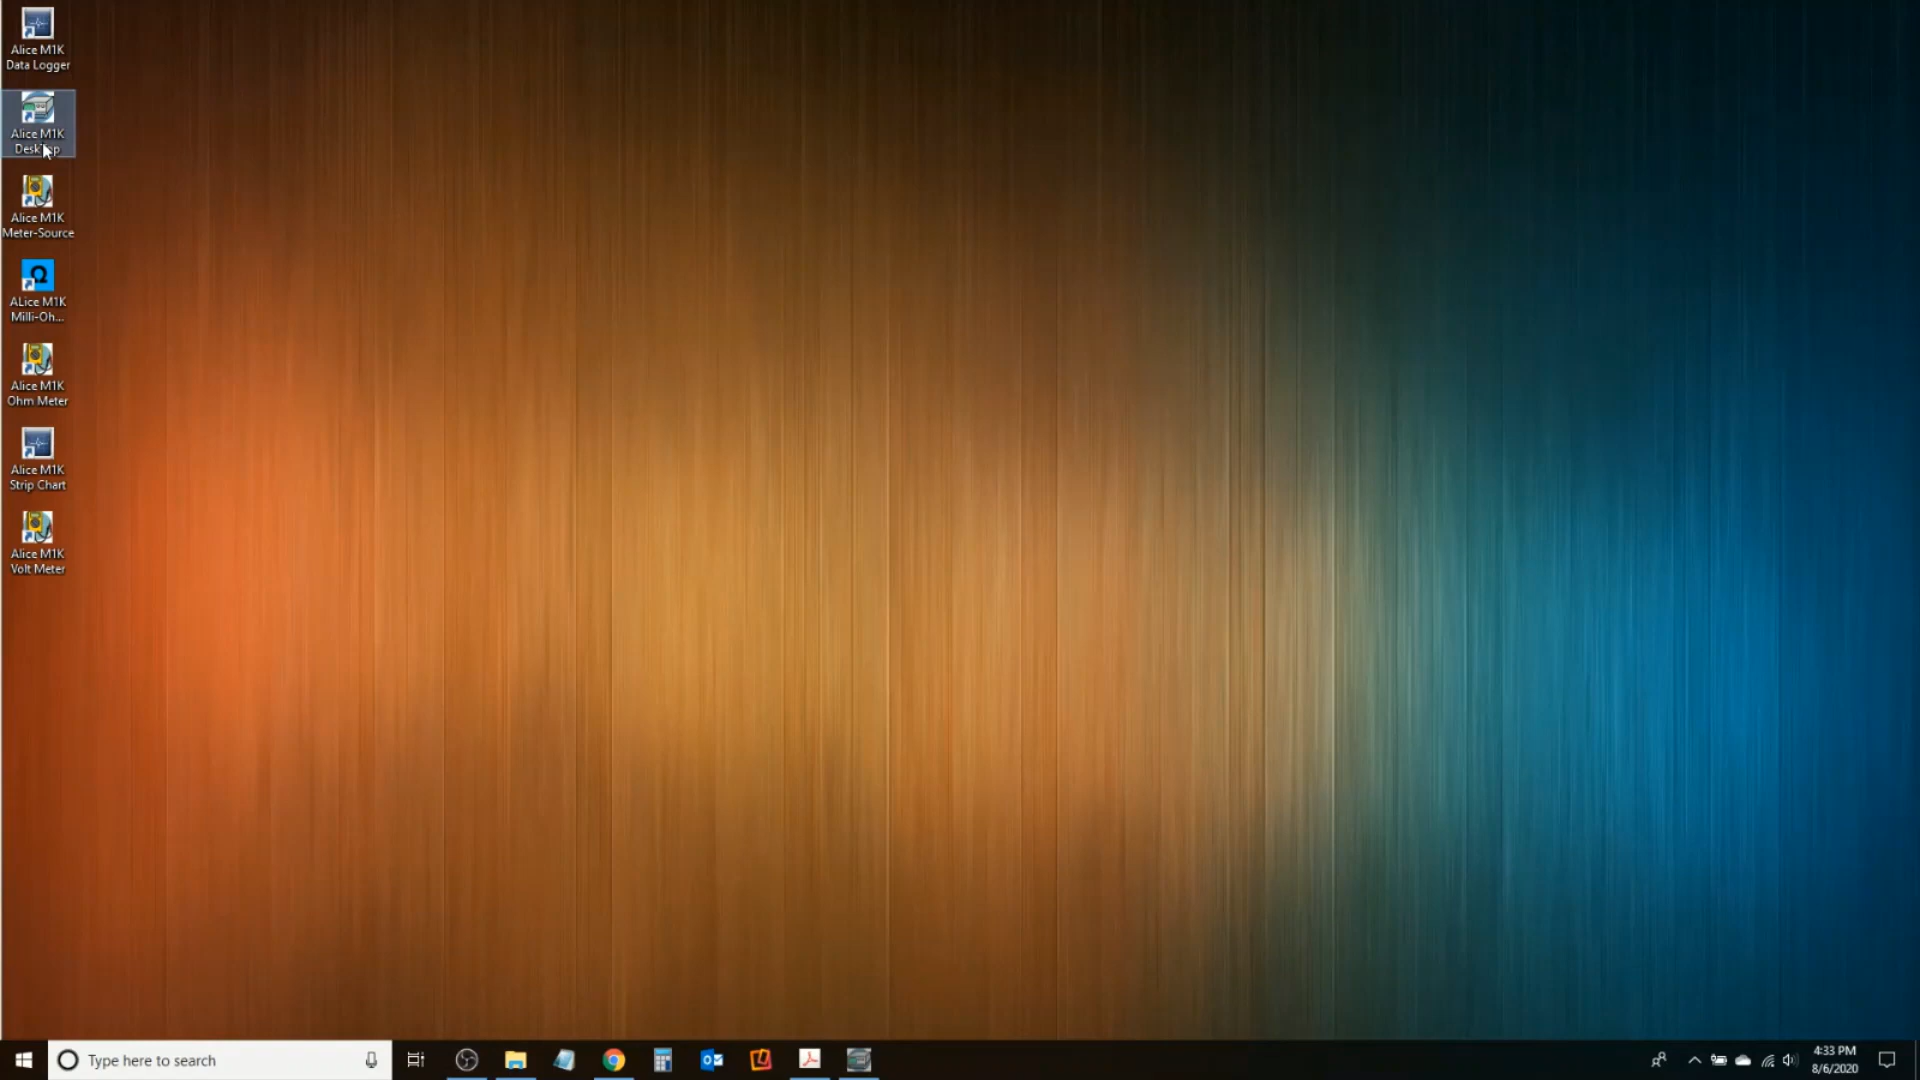 Alice M1K
Data Logger
Alice M1K
DeskTop
Alice M1K
Meter-Source
Ω
ALice M1K
Milli-Oh...
Alice M1K
Ohm Meter
Alice M1K
Strip Chart
Alice M1K
Volt Meter
Type here to search
4:33 PM
8/6/2020